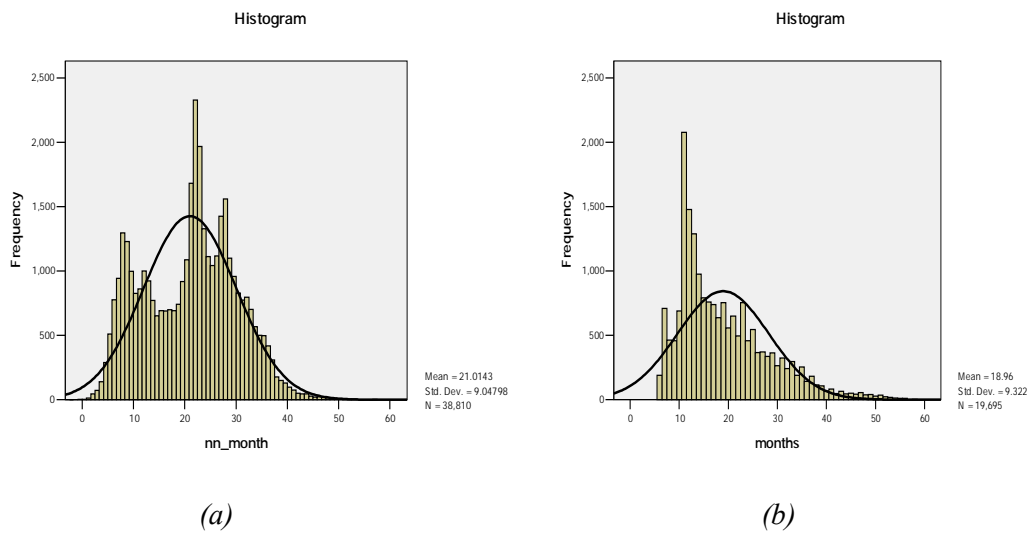 Histogram
2,500
2,000
1,500
1,000
500
0
Frequency
0 10 20 30 40 50 60
nn_month
Mean = 21.0143
Std. Dev. = 9.04798
N = 38,810
(a)
Histogram
2,500
2,000
1,500
1,000
500
0
Frequency
0 10 20 30 40 50 60
months
Mean = 18.96
Std. Dev. = 9.322
N = 19,695
(b)